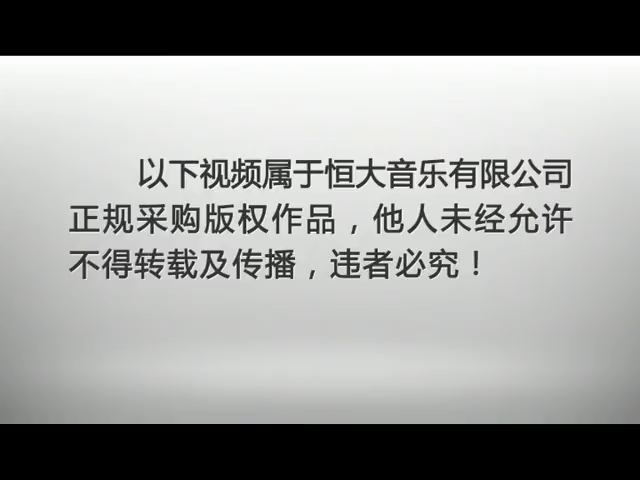 以下视频属于恒大音乐有限公司
正规采购版权作品，他人未经允许
不得转载及传播，违者必究！